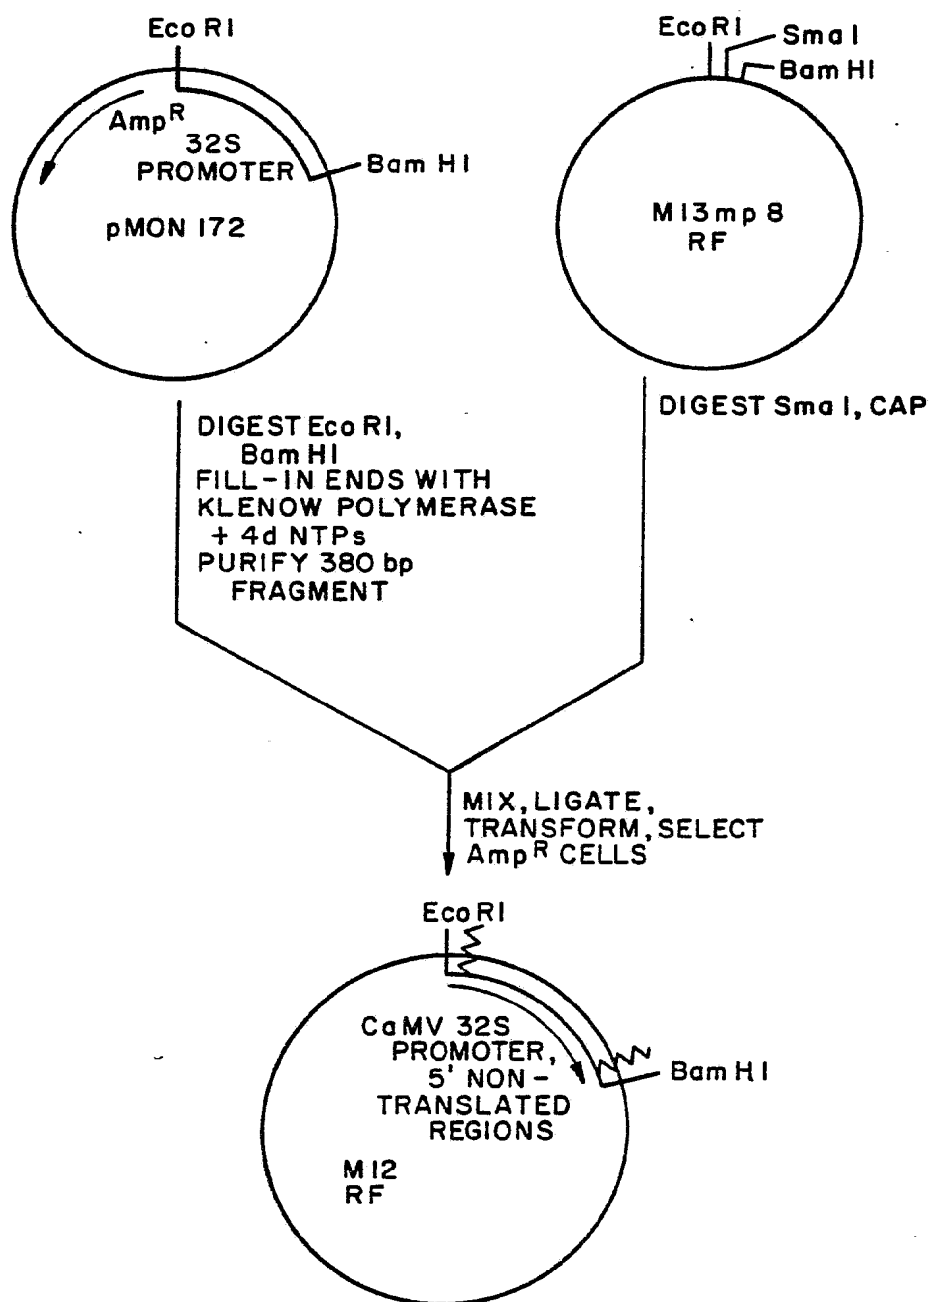 Eco RI
Amp R
32S
PROMOTER
Bam HI
pMON 172
Eco RI
Sma I
Bam HI
M13mp 8
RF
DIGEST Eco RI,
Bam HI
FILL-IN ENDS WITH
KLENOW POLYMERASE
+ 4d NTPs
PURIFY 380 bp
FRAGMENT
DIGEST Sma I, CAP
MIX, LIGATE,
TRANSFORM, SELECT
Amp R CELLS
Eco RI
CaMV 32S
PROMOTER,
5' NON-
TRANSLATED
REGIONS
Bam HI
M12
RF